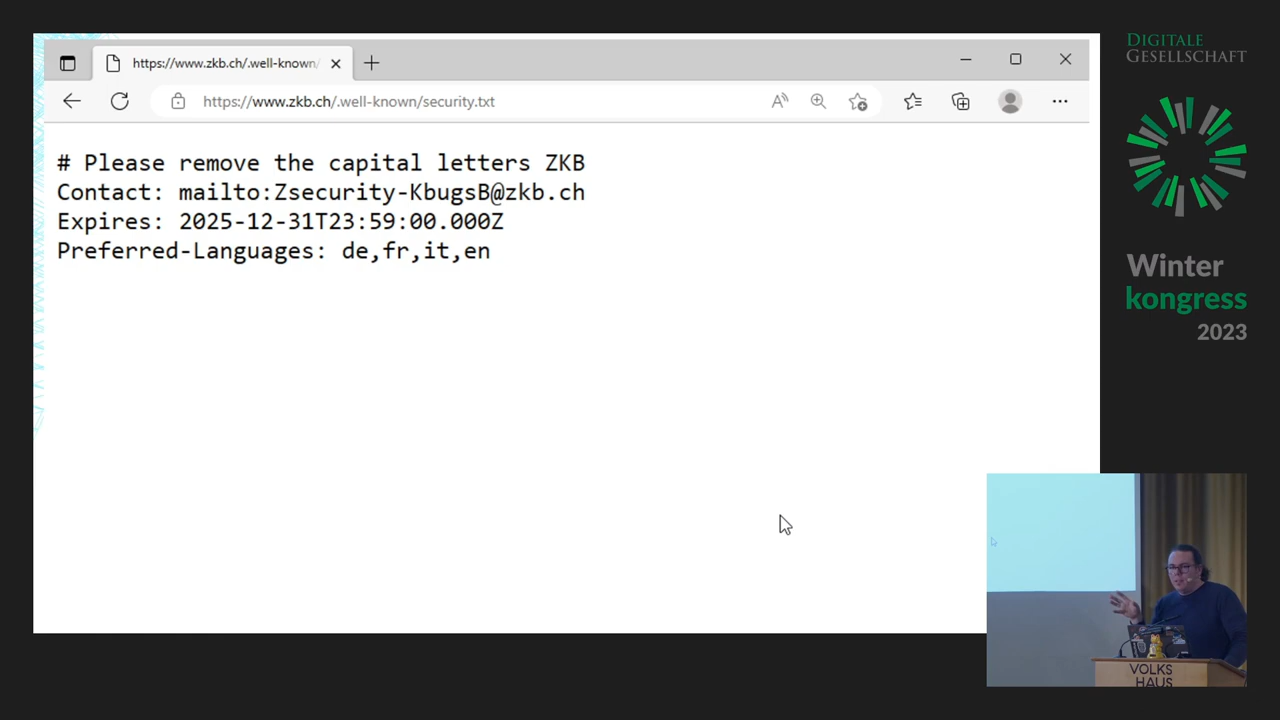 https://www.zkb.ch/.well-known/
https://www.zkb.ch/.well-known/security.txt
# Please remove the capital letters ZKB
Contact: mailto:Zsecurity-KbugsB@zkb.ch
Expires: 2025-12-31T23:59:00.000Z
Preferred-Languages: de,fr,it,en
DIGITALE
GESELLSCHAFT
Winter
kongress
2023
VOLKS
HAUS